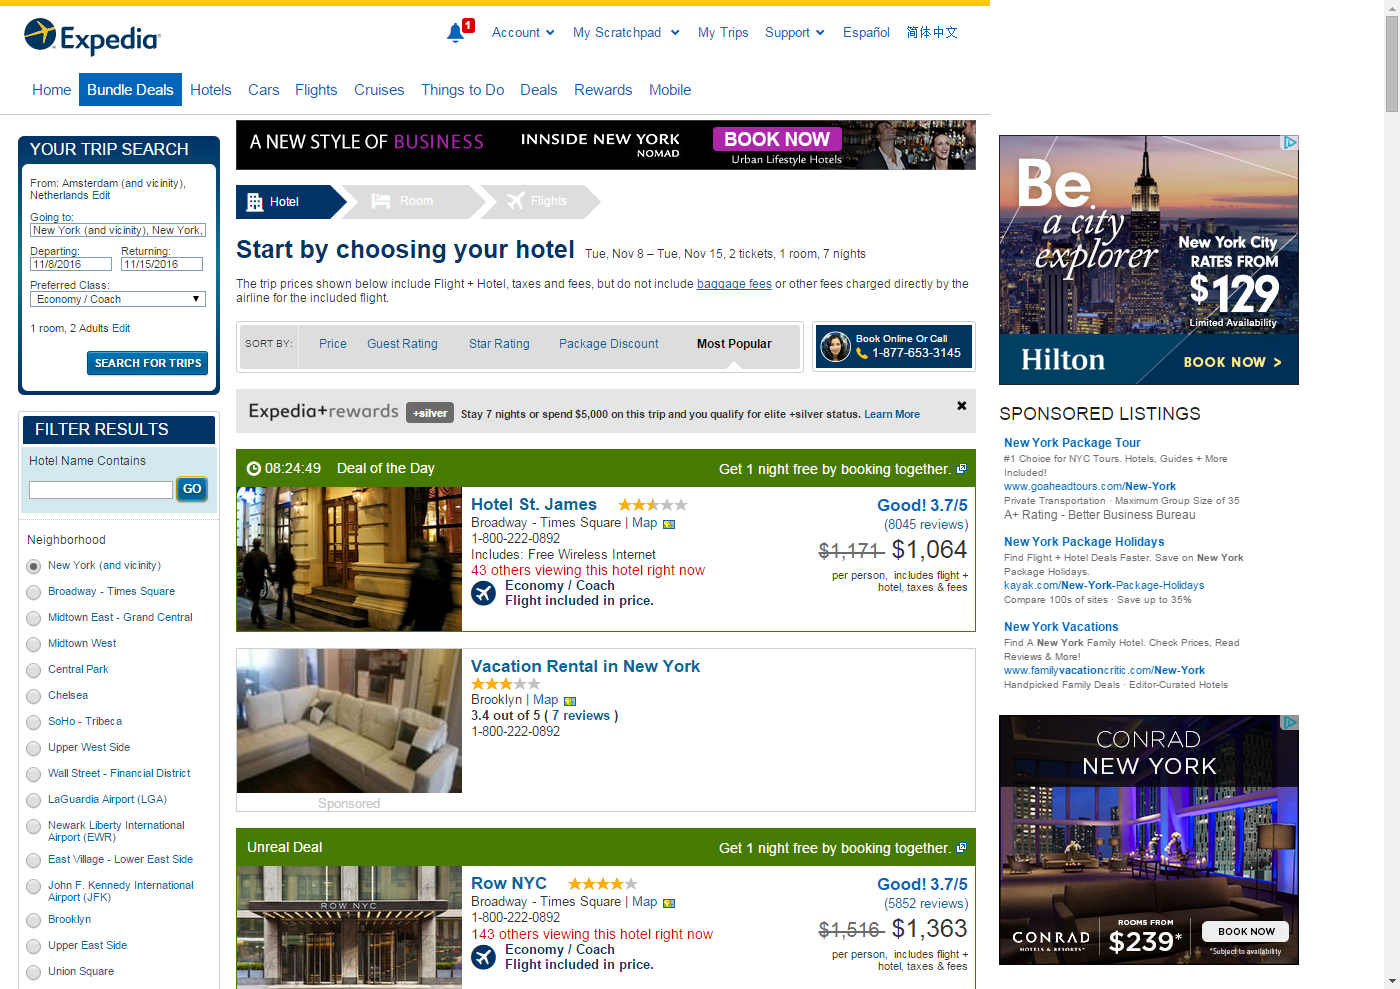 Expedia
1
Account
My Scratchpad
My Trips
Support
Español
简体中文
Home
Bundle Deals
Hotels
Cars
Flights
Cruises
Things to Do
Deals
Rewards
Mobile
YOUR TRIP SEARCH
From: Amsterdam (and vicinity),
Netherlands Edit
Going to:
New York (and vicinity), New York,
Departing: Returning:
11/8/2016 11/15/2016
Preferred Class:
Economy / Coach
1 room, 2 Adults Edit
SEARCH FOR TRIPS
FILTER RESULTS
Hotel Name Contains
GO
Neighborhood
New York (and vicinity)
Broadway - Times Square
Midtown East - Grand Central
Midtown West
Central Park
Chelsea
SoHo - Tribeca
Upper West Side
Wall Street - Financial District
LaGuardia Airport (LGA)
Newark Liberty International
Airport (EWR)
East Village - Lower East Side
John F. Kennedy International
Airport (JFK)
Brooklyn
Upper East Side
Union Square
A NEW STYLE OF BUSINESS
INNSIDE NEW YORK
NOMAD
BOOK NOW
Urban Lifestyle Hotels
Hotel
Room
Flights
Start by choosing your hotel Tue, Nov 8 – Tue, Nov 15, 2 tickets, 1 room, 7 nights
The trip prices shown below include Flight + Hotel, taxes and fees, but do not include baggage fees or other fees charged directly by the
airline for the included flight.
SORT BY: Price Guest Rating Star Rating Package Discount Most Popular
Book Online Or Call
1-877-653-3145
Expedia+rewards +silver Stay 7 nights or spend $5,000 on this trip and you qualify for elite +silver status. Learn More
08:24:49 Deal of the Day Get 1 night free by booking together.
Hotel St. James
Broadway - Times Square | Map
1-800-222-0892
Includes: Free Wireless Internet
43 others viewing this hotel right now
Economy / Coach
Flight included in price.
Good! 3.7/5
(8045 reviews)
$1,171 $1,064
per person, includes flight +
hotel, taxes & fees
Vacation Rental in New York
Brooklyn | Map
3.4 out of 5 ( 7 reviews )
1-800-222-0892
Sponsored
Unreal Deal Get 1 night free by booking together.
ROW NYC
Row NYC
Broadway - Times Square | Map
1-800-222-0892
143 others viewing this hotel right now
Economy / Coach
Flight included in price.
Good! 3.7/5
(5852 reviews)
$1,516 $1,363
per person, includes flight +
hotel, taxes & fees
Be
a city
explorer
New York City
RATES FROM
$129
Limited Availability
Hilton
BOOK NOW >
SPONSORED LISTINGS
New York Package Tour
#1 Choice for NYC Tours. Hotels, Guides + More
Included!
www.goaheadtours.com/New-York
Private Transportation · Maximum Group Size of 35
A+ Rating - Better Business Bureau
New York Package Holidays
Find Flight + Hotel Deals Faster. Save on New York
Package Holidays.
kayak.com/New-York-Package-Holidays
Compare 100s of sites · Save up to 35%
New York Vacations
Find A New York Family Hotel. Check Prices, Read
Reviews & More!
www.familyvacationcritic.com/New-York
Handpicked Family Deals · Editor-Curated Hotels
CONRAD
NEW YORK
CONRAD
HOTELS & RESORTS
ROOMS FROM
$239*
BOOK NOW
*Subject to availability